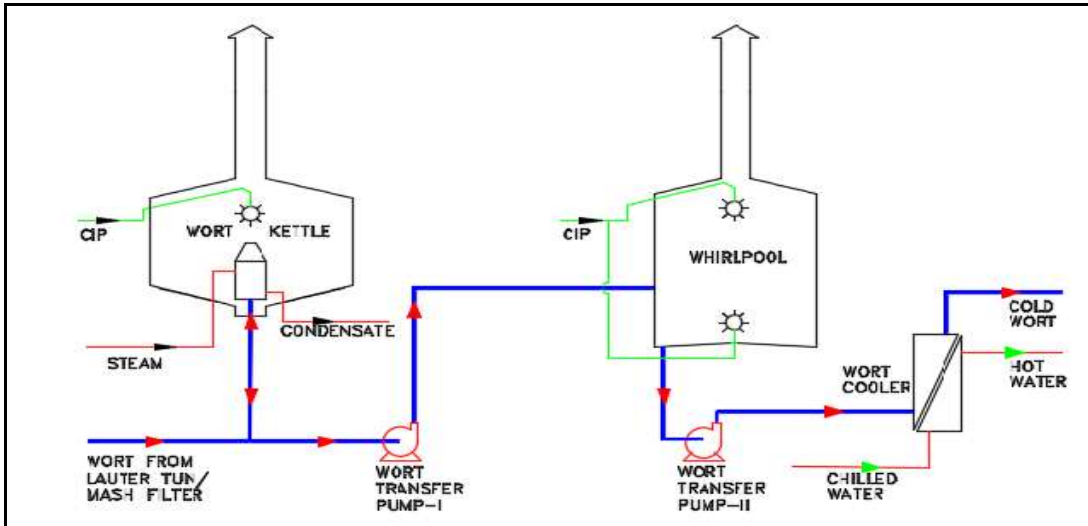 CIP
WORT KETTLE
CONDENSATE
STEAM
WORT FROM
LAUTER TUN/
MASH FILTER
WORT
TRANSFER
PUMP-I
CIP
WHIRLPOOL
WORT
TRANSFER
PUMP-II
WORT
COOLER
COLD
WORT
HOT
WATER
CHILLED
WATER